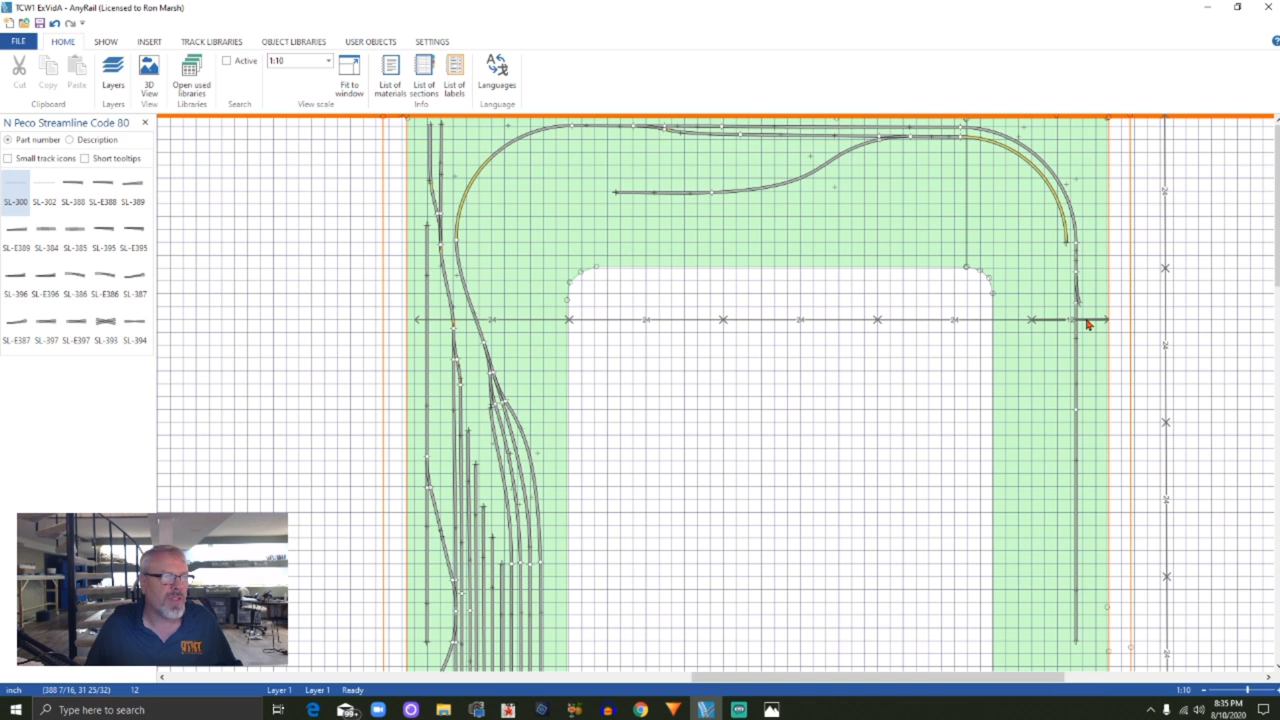 TCW1 ExVidA - AnyRail (Licensed to Ron Marsh)
FILE HOME SHOW INSERT TRACK LIBRARIES OBJECT LIBRARIES USER OBJECTS SETTINGS
Active 1:10
Cut Copy Paste Layers 3D View Open used libraries Fit to window List of materials List of sections List of labels Languages
Clipboard Layers View Libraries Search View scale Info Language
N Peco Streamline Code 80
Part number Description
Small track icons Short tooltips
SL-300 SL-302 SL-388 SL-E388 SL-389
SL-E389 SL-384 SL-385 SL-395 SL-E395
SL-396 SL-E396 SL-386 SL-E386 SL-387
SL-E387 SL-397 SL-E397 SL-393 SL-394
24
24 24 24 24 12
24
24
24
24
inch (388 7/16, 31 25/32) 12 Layer 1 Layer 1 Ready 1:10
Type here to search
99+
8:35 PM
8/10/2020